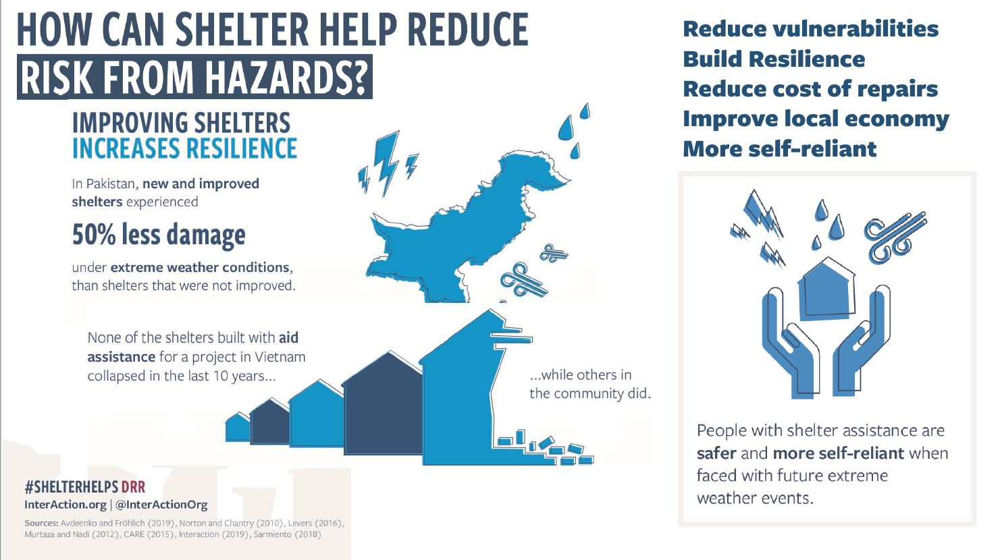 HOW CAN SHELTER HELP REDUCE
RISK FROM HAZARDS?
IMPROVING SHELTERS
INCREASES RESILIENCE
In Pakistan, new and improved
shelters experienced
50% less damage
under extreme weather conditions,
than shelters that were not improved.
None of the shelters built with aid
assistance for a project in Vietnam
collapsed in the last 10 years...
...while others in
the community did.
#SHELTERHELPS DRR
InterAction.org | @InterActionOrg
Sources: Avdeenko and Fröhlich (2019), Norton and Chantry (2010), Levers (2016),
Murtaza and Nadi (2012), CARE (2015), Interaction (2019), Sarmiento (2018)
Reduce vulnerabilities
Build Resilience
Reduce cost of repairs
Improve local economy
More self-reliant
People with shelter assistance are
safer and more self-reliant when
faced with future extreme
weather events.